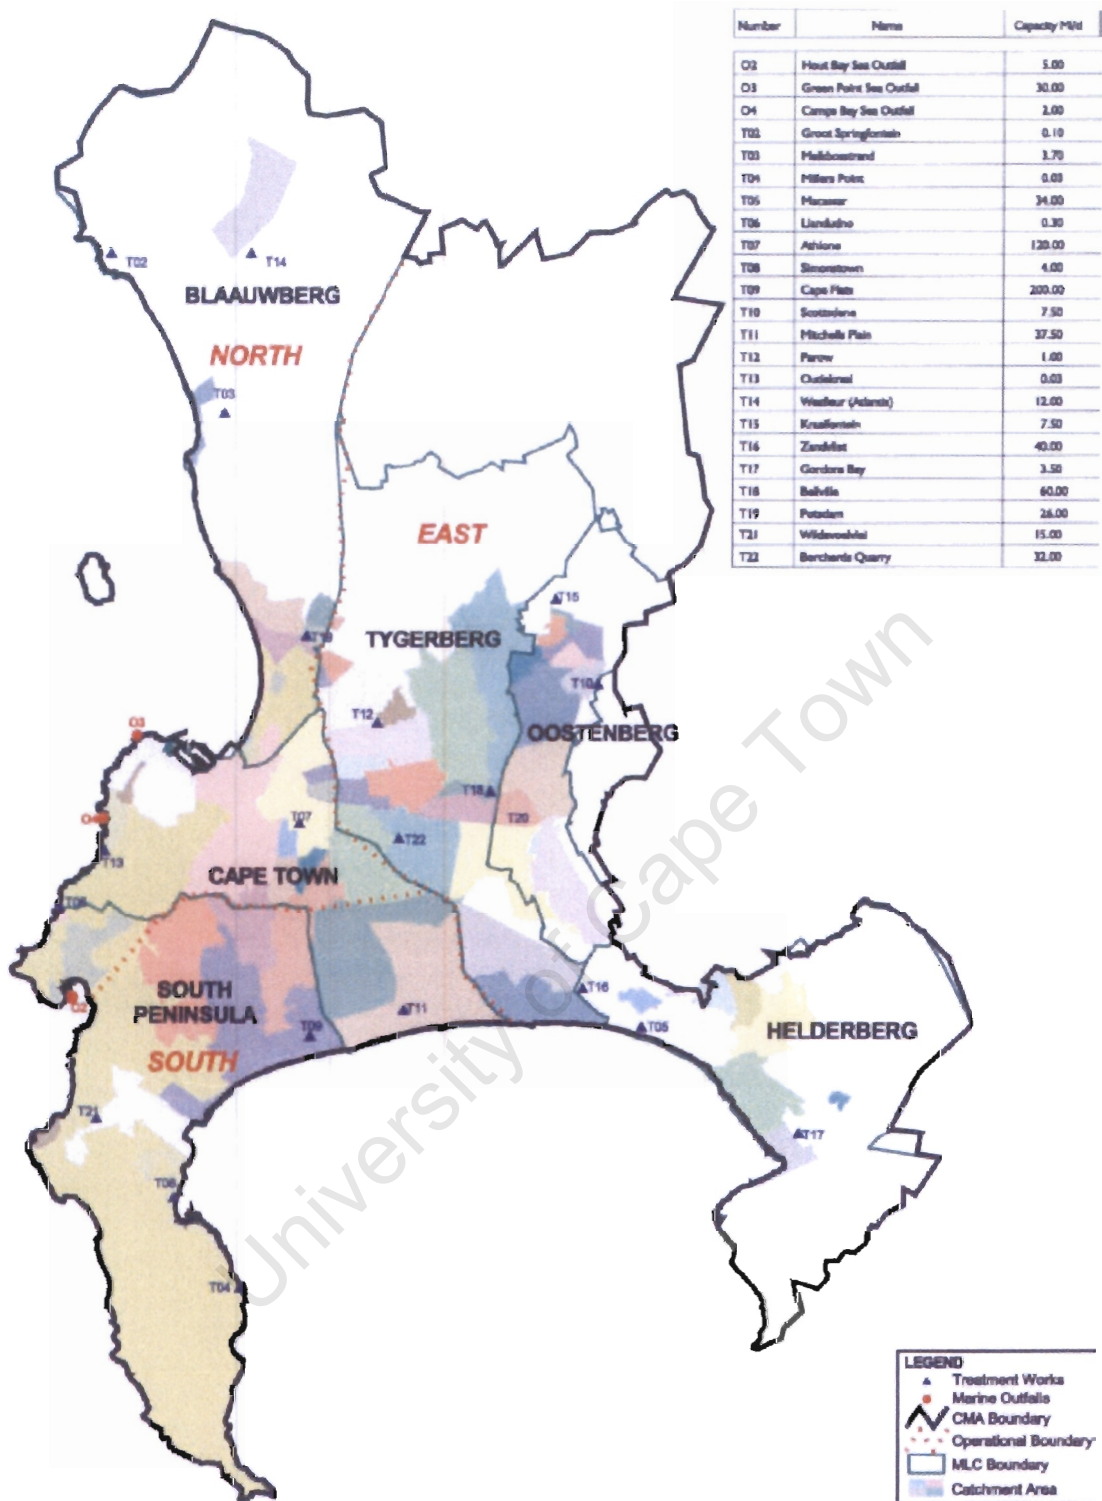 Number Name Capacity Ml/d
O2 Hout Bay Sea Outfall 5.00
O3 Green Point Sea Outfall 30.00
O4 Camps Bay Sea Outfall 2.00
T02 Groot Springfontein 0.10
T03 Melkbosstrand 3.70
T04 Millers Point 0.03
T05 Macassar 34.00
T06 Llandudno 0.30
T07 Athlone 120.00
T08 Simonstown 4.00
T09 Cape Flats 200.00
T10 Scottsdene 7.50
T11 Mitchells Plain 37.50
T12 Parow 1.00
T13 Oudekraal 0.03
T14 Wesfleur (Atlantis) 12.00
T15 Kraaifontein 7.50
T16 Zandvliet 40.00
T17 Gordons Bay 3.50
T18 Bellville 60.00
T19 Potsdam 26.00
T21 Wildevoelvlei 15.00
T22 Borcherds Quarry 32.00
T02
T14
BLAAUWBERG
NORTH
T03
EAST
T15
T19
TYGERBERG
T10
T12
OOSTENBERG
O3
T18
O4
T07
T20
T22
T13
CAPE TOWN
T06
SOUTH
PENINSULA
O2
T16
T11
T09
T05
HELDERBERG
SOUTH
T21
T17
T08
T04
University of Cape Town
LEGEND
Treatment Works
Marine Outfalls
CMA Boundary
Operational Boundary
MLC Boundary
Catchment Area